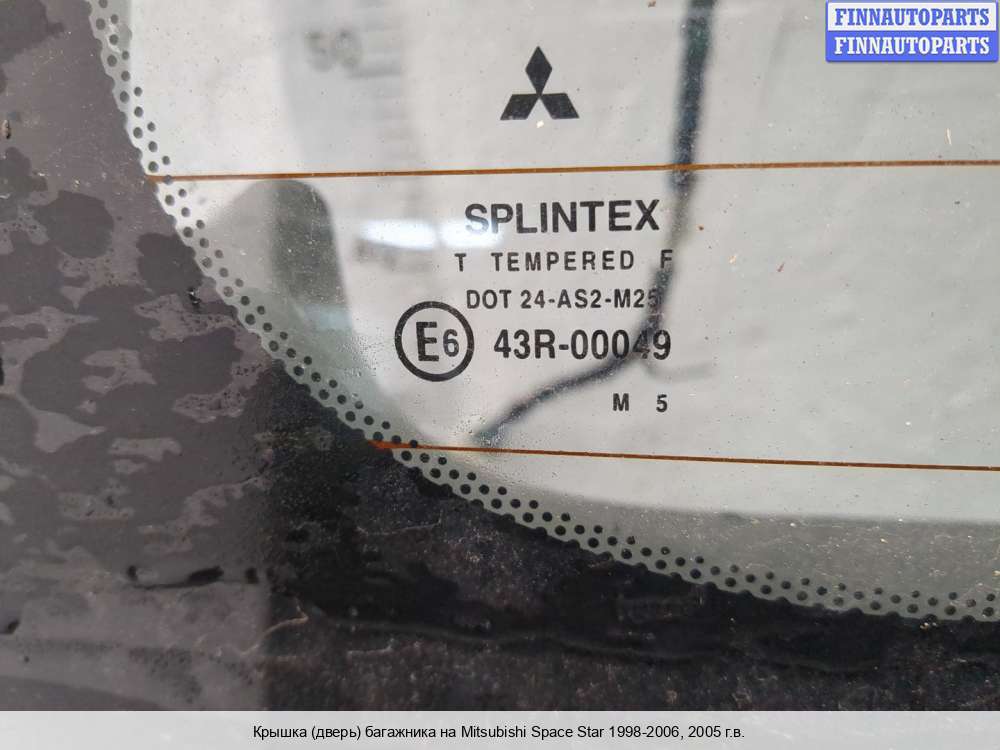 FINNAUTOPARTS
FINNAUTOPARTS
SPLINTEX
T TEMPERED F
DOT 24-AS2-M25
E6 43R-00049
M 5
Крышка (дверь) багажника на Mitsubishi Space Star 1998-2006, 2005 г.в.